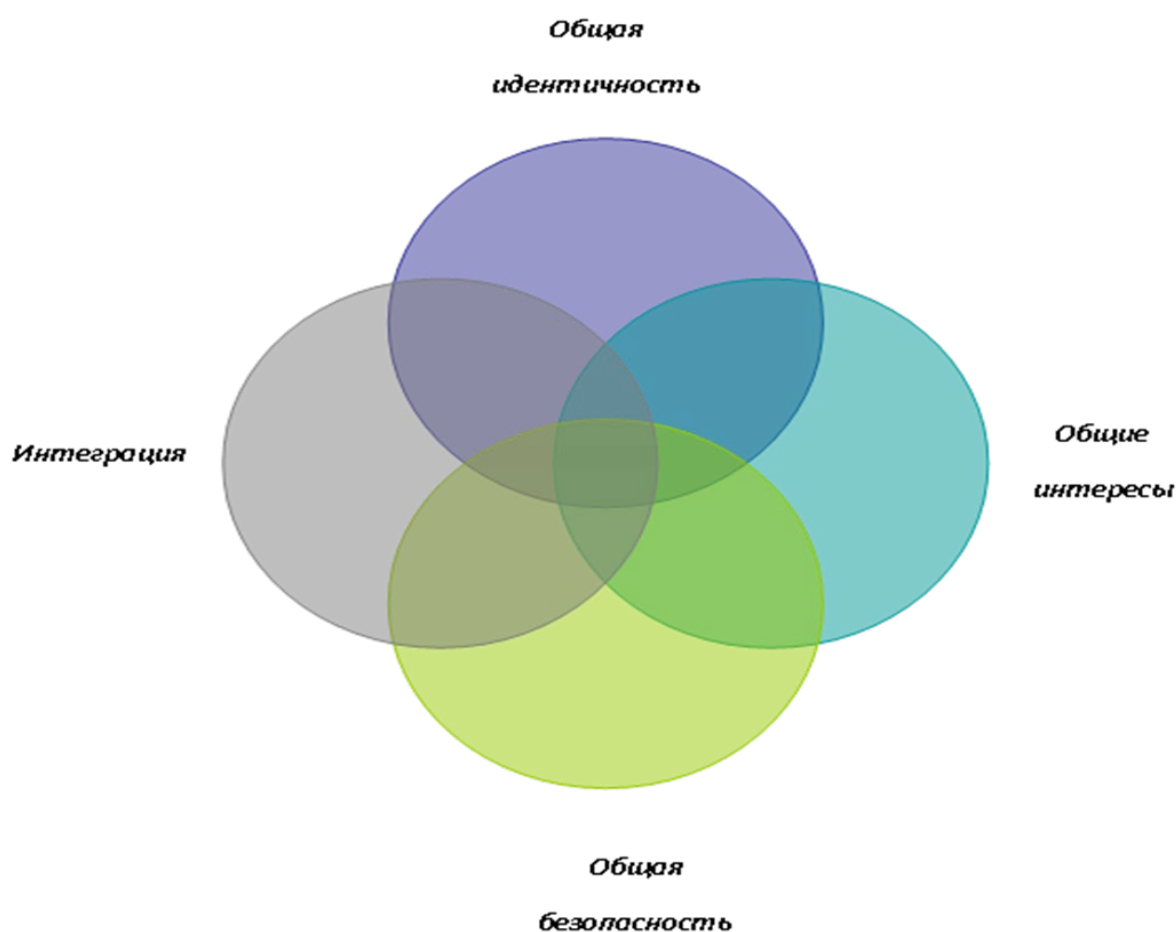 Общая
идентичность
Интеграция
Общие
интересы
Общая
безопасность